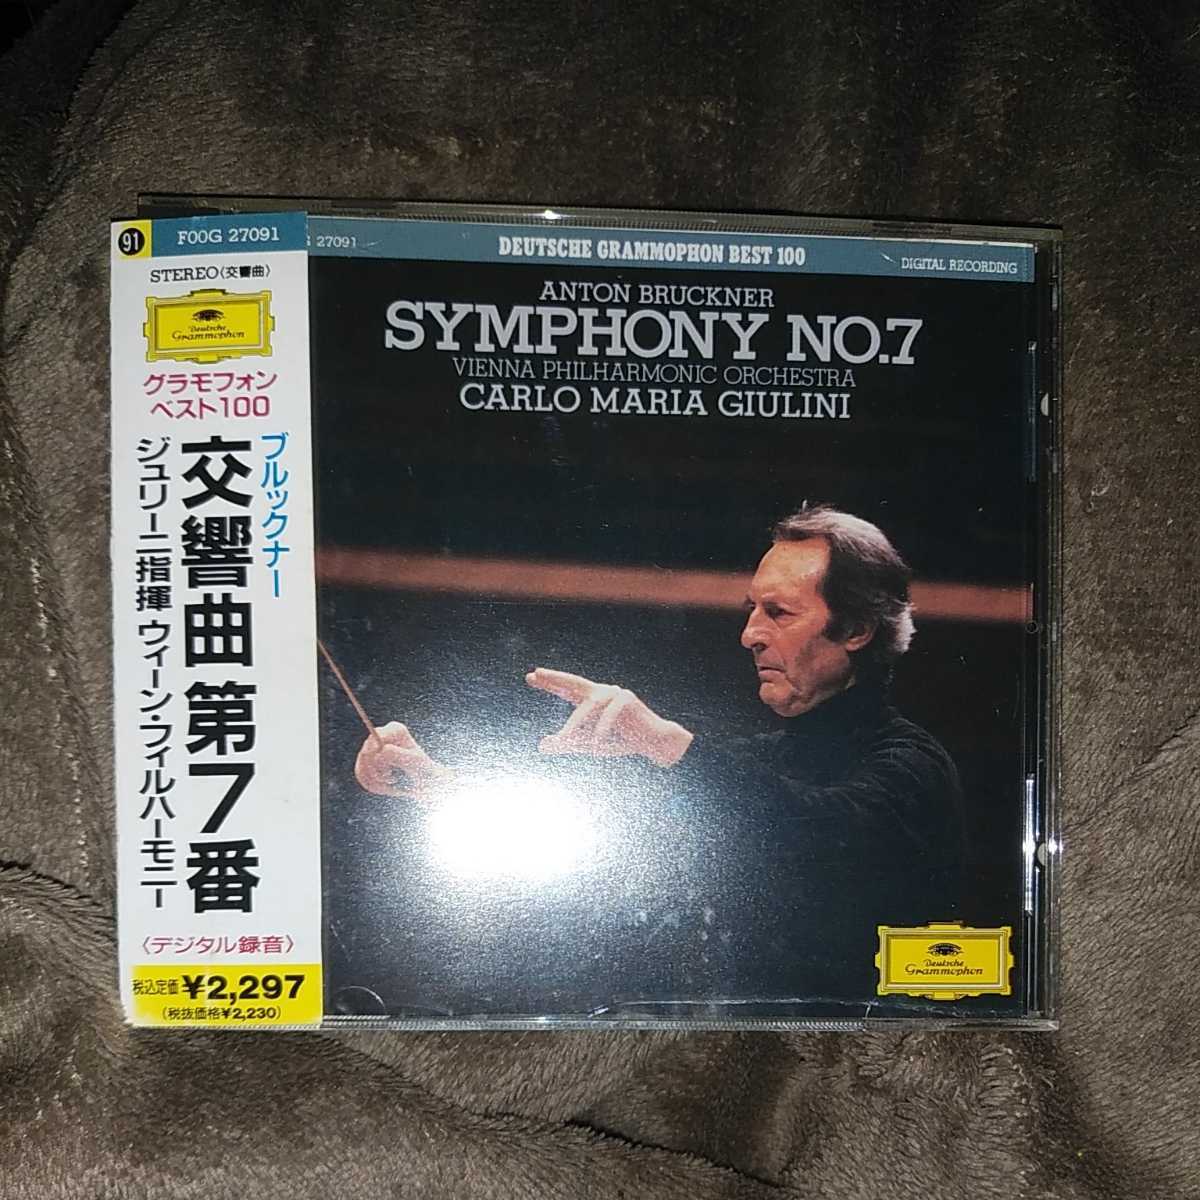 91
F00G 27091
STEREO〈交響曲〉
Deutsche
Grammophon
グラモフォン
ベスト100
ブルックナー
交響曲 第7番
ジュリーニ指揮 ウィーン・フィルハーモニー
〈デジタル録音〉
税込定価 ¥2,297
(税抜価格¥2,230)
G 27091
DEUTSCHE GRAMMOPHON BEST 100
DIGITAL RECORDING
ANTON BRUCKNER
SYMPHONY NO.7
VIENNA PHILHARMONIC ORCHESTRA
CARLO MARIA GIULINI
Deutsche
Grammophon